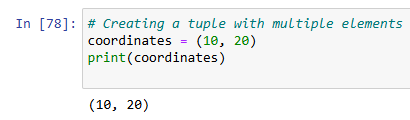 In [78]: # Creating a tuple with multiple elements
coordinates = (10, 20)
print(coordinates)
(10, 20)